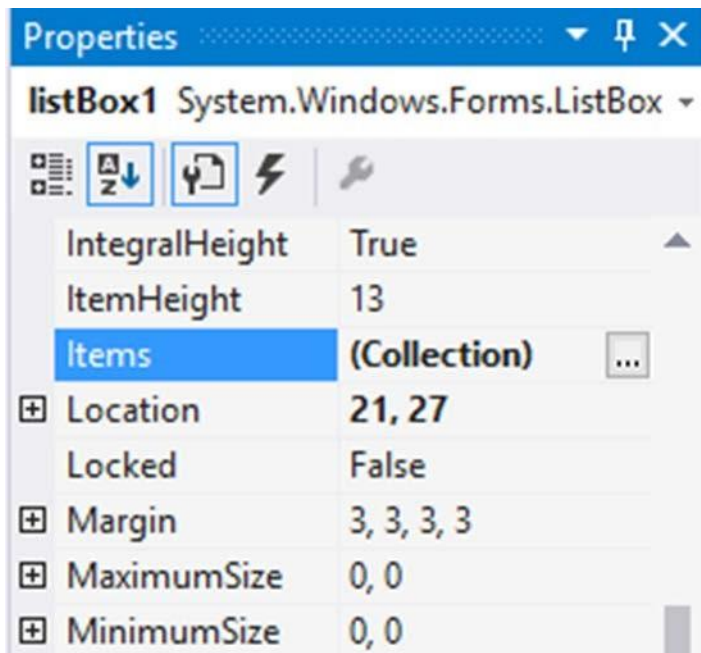 Properties
listBox1 System.Windows.Forms.ListBox
IntegralHeight True
ItemHeight 13
Items (Collection) ...
Location 21, 27
Locked False
Margin 3, 3, 3, 3
MaximumSize 0, 0
MinimumSize 0, 0